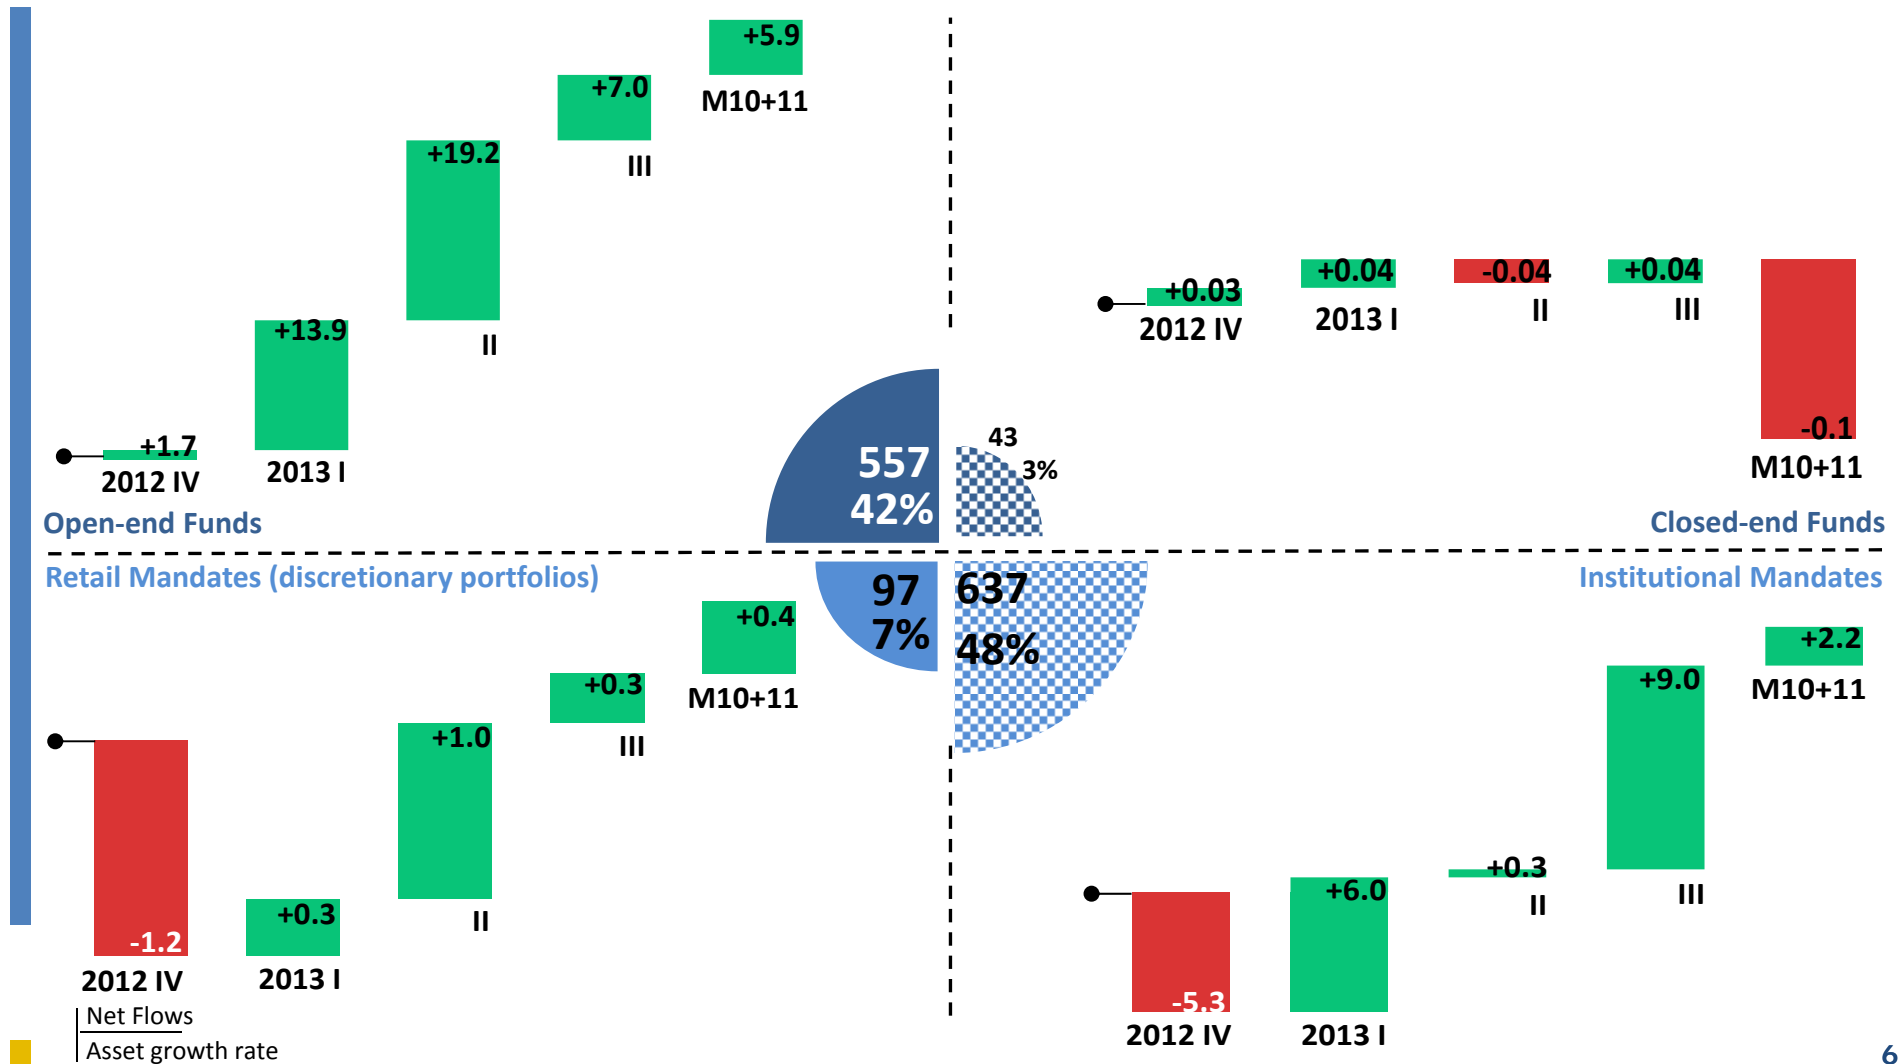 +5.9
+7.0
M10+11
+19.2
III
+13.9
II
+1.7
2012 IV
2013 I
Open-end Funds
557
42%
+0.03
2012 IV
+0.04
2013 I
-0.04
II
+0.04
III
-0.1
M10+11
43
3%
Closed-end Funds
Retail Mandates (discretionary portfolios)
97
7%
+0.4
M10+11
+0.3
III
+1.0
II
+0.3
-1.2
2012 IV
2013 I
Institutional Mandates
637
48%
+2.2
M10+11
+9.0
III
+0.3
II
+6.0
-5.3
2012 IV
2013 I
Net Flows
Asset growth rate
6